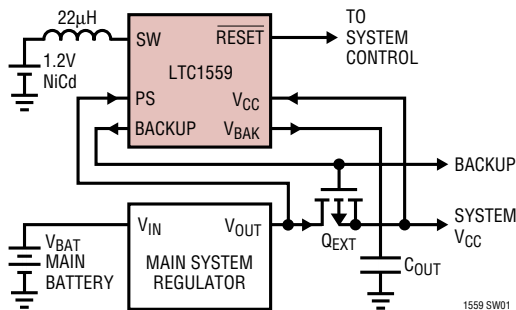 22µH
1.2V
NiCd
SW
RESET
LTC1559
PS
VCC
BACKUP
VBAK
TO
SYSTEM
CONTROL
BACKUP
SYSTEM
VCC
QEXT
COUT
VBAT
MAIN
BATTERY
VIN
VOUT
MAIN SYSTEM
REGULATOR
1559 SW01